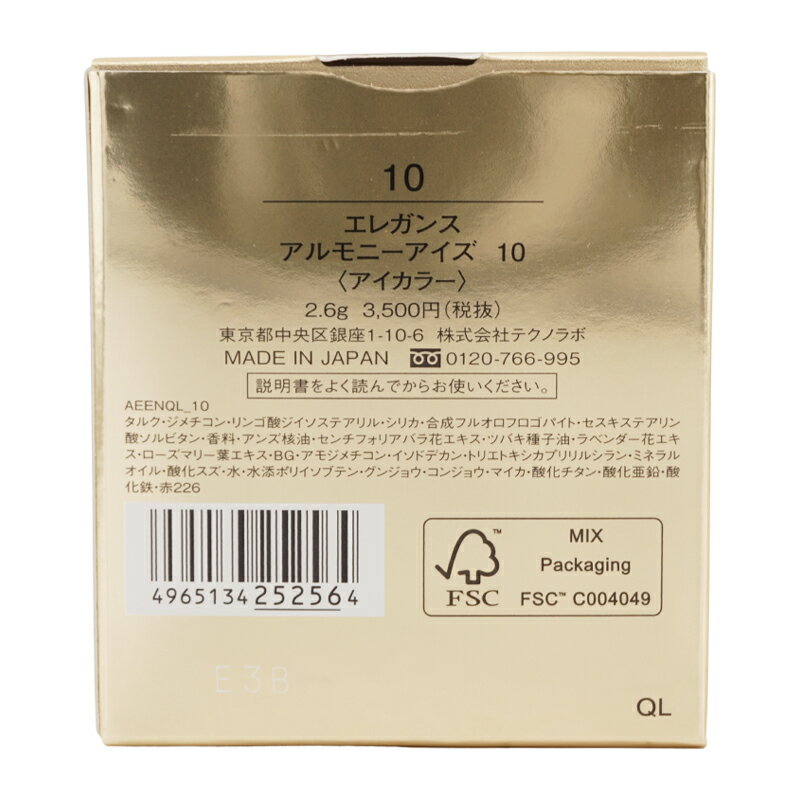 10
エレガンス
アルモニーアイズ 10
〈アイカラー〉
2.6g 3,500円(税抜)
東京都中央区銀座1-10-6 株式会社テクノラボ
MADE IN JAPAN 0120-766-995
説明書をよく読んでからお使いください。
AEENQL_10
タルク・ジメチコン・リンゴ酸ジイソステアリル・シリカ・合成フルオロフロゴパイト・セスキステアリン
酸ソルビタン・香料・アンズ核油・センチフォリアバラ花エキス・ツバキ種子油・ラベンダー花エキ
ス・ローズマリー葉エキス・BG・アモジメチコン・イソドデカン・トリエトキシカプリリルシラン・ミネラル
オイル・酸化スズ・水・水添ポリイソブテン・グンジョウ・コンジョウ・マイカ・酸化チタン・酸化亜鉛・酸
化鉄・赤226
4965134252564
FSC™
MIX
Packaging
FSC™ C004049
E3B
QL